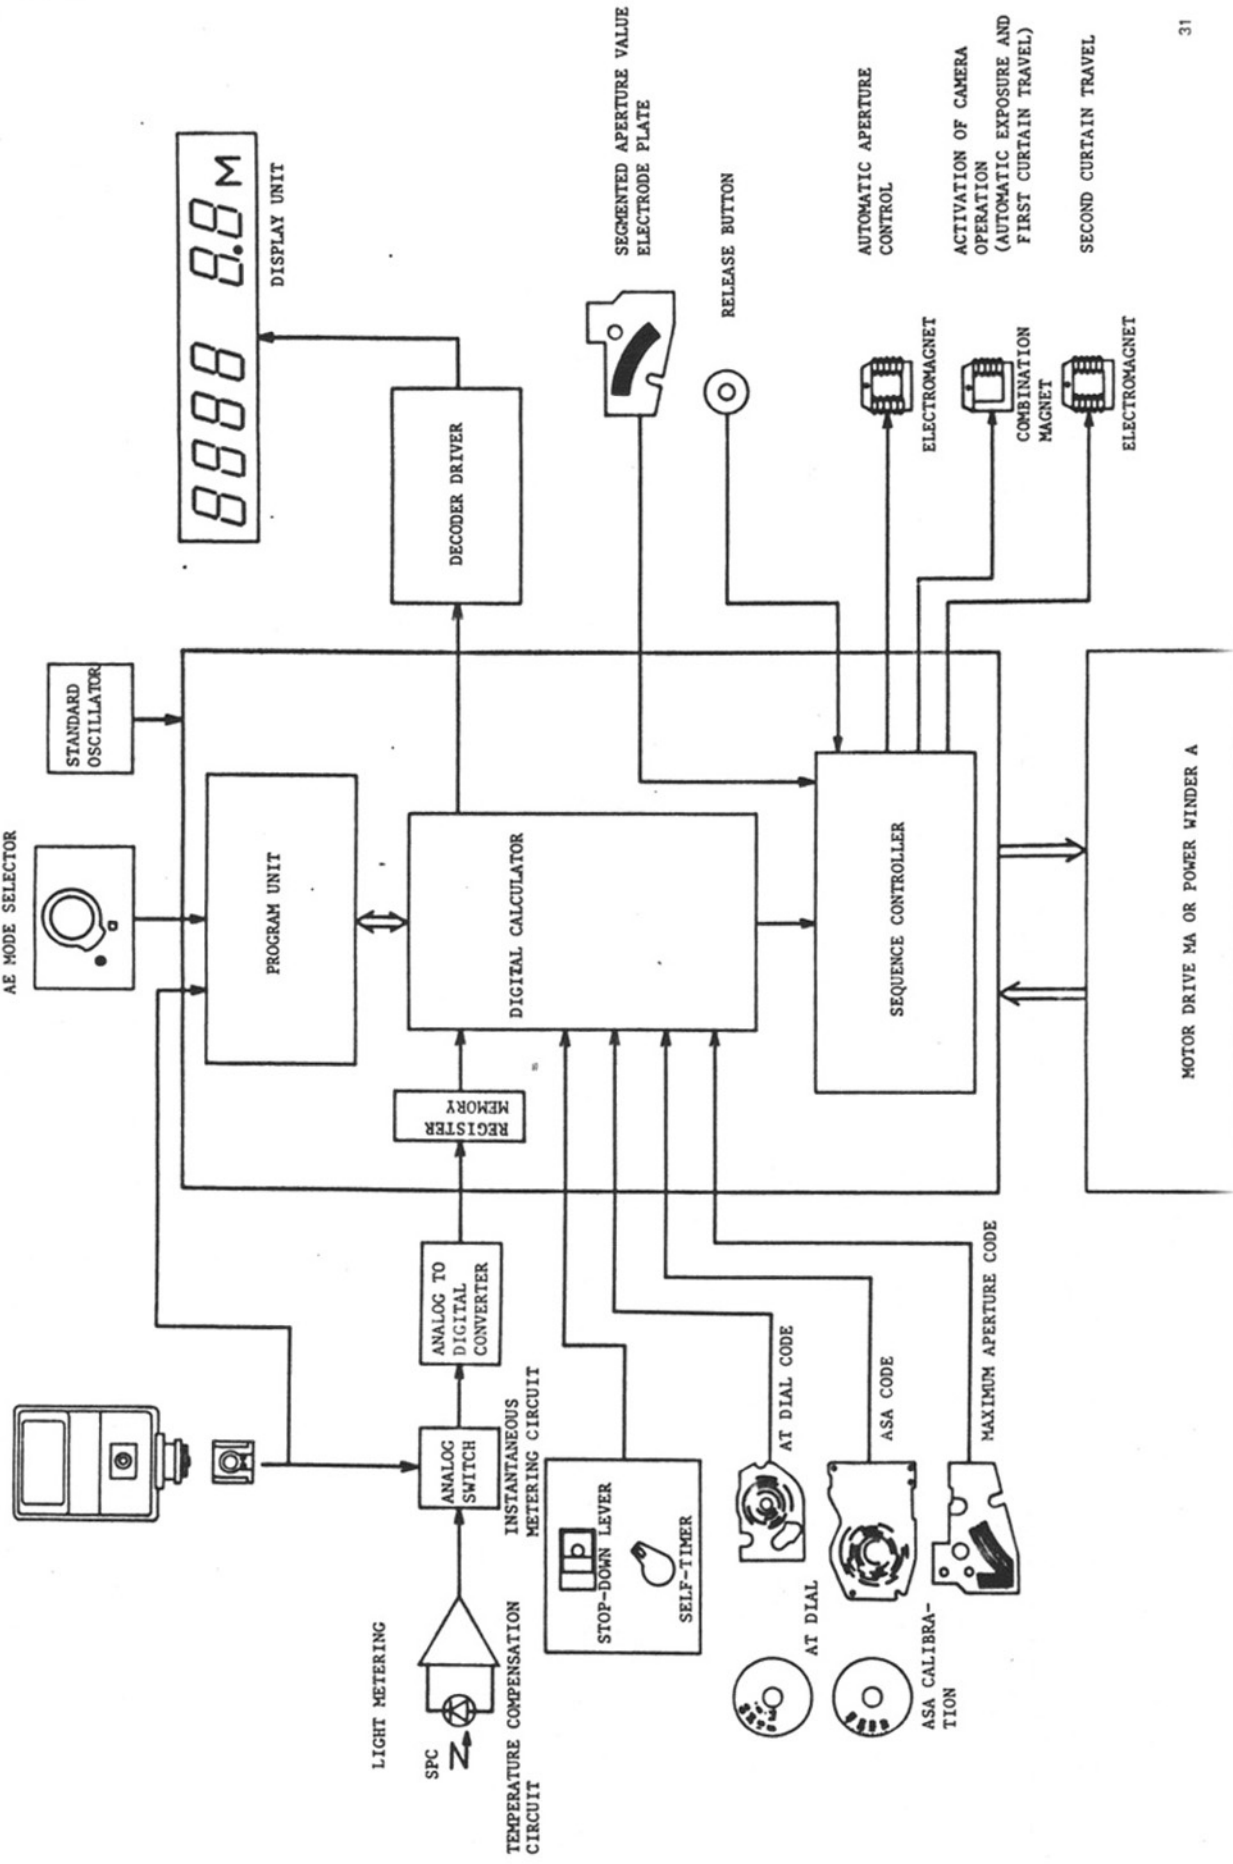 AE MODE SELECTOR
STANDARD
OSCILLATOR
8888 8.8 M
DISPLAY UNIT
PROGRAM UNIT
DECODER DRIVER
REGISTER
MEMORY
DIGITAL CALCULATOR
ANALOG TO
DIGITAL
CONVERTER
ANALOG
SWITCH
INSTANTANEOUS
METERING CIRCUIT
LIGHT METERING
SPC
TEMPERATURE COMPENSATION
CIRCUIT
STOP-DOWN LEVER
SELF-TIMER
AT DIAL
AT DIAL CODE
ASA CALIBRA-
TION
ASA CODE
MAXIMUM APERTURE CODE
SEGMENTED APERTURE VALUE
ELECTRODE PLATE
RELEASE BUTTON
SEQUENCE CONTROLLER
ELECTROMAGNET
AUTOMATIC APERTURE
CONTROL
COMBINATION
MAGNET
ACTIVATION OF CAMERA
OPERATION
(AUTOMATIC EXPOSURE AND
FIRST CURTAIN TRAVEL)
ELECTROMAGNET
SECOND CURTAIN TRAVEL
MOTOR DRIVE MA OR POWER WINDER A
31